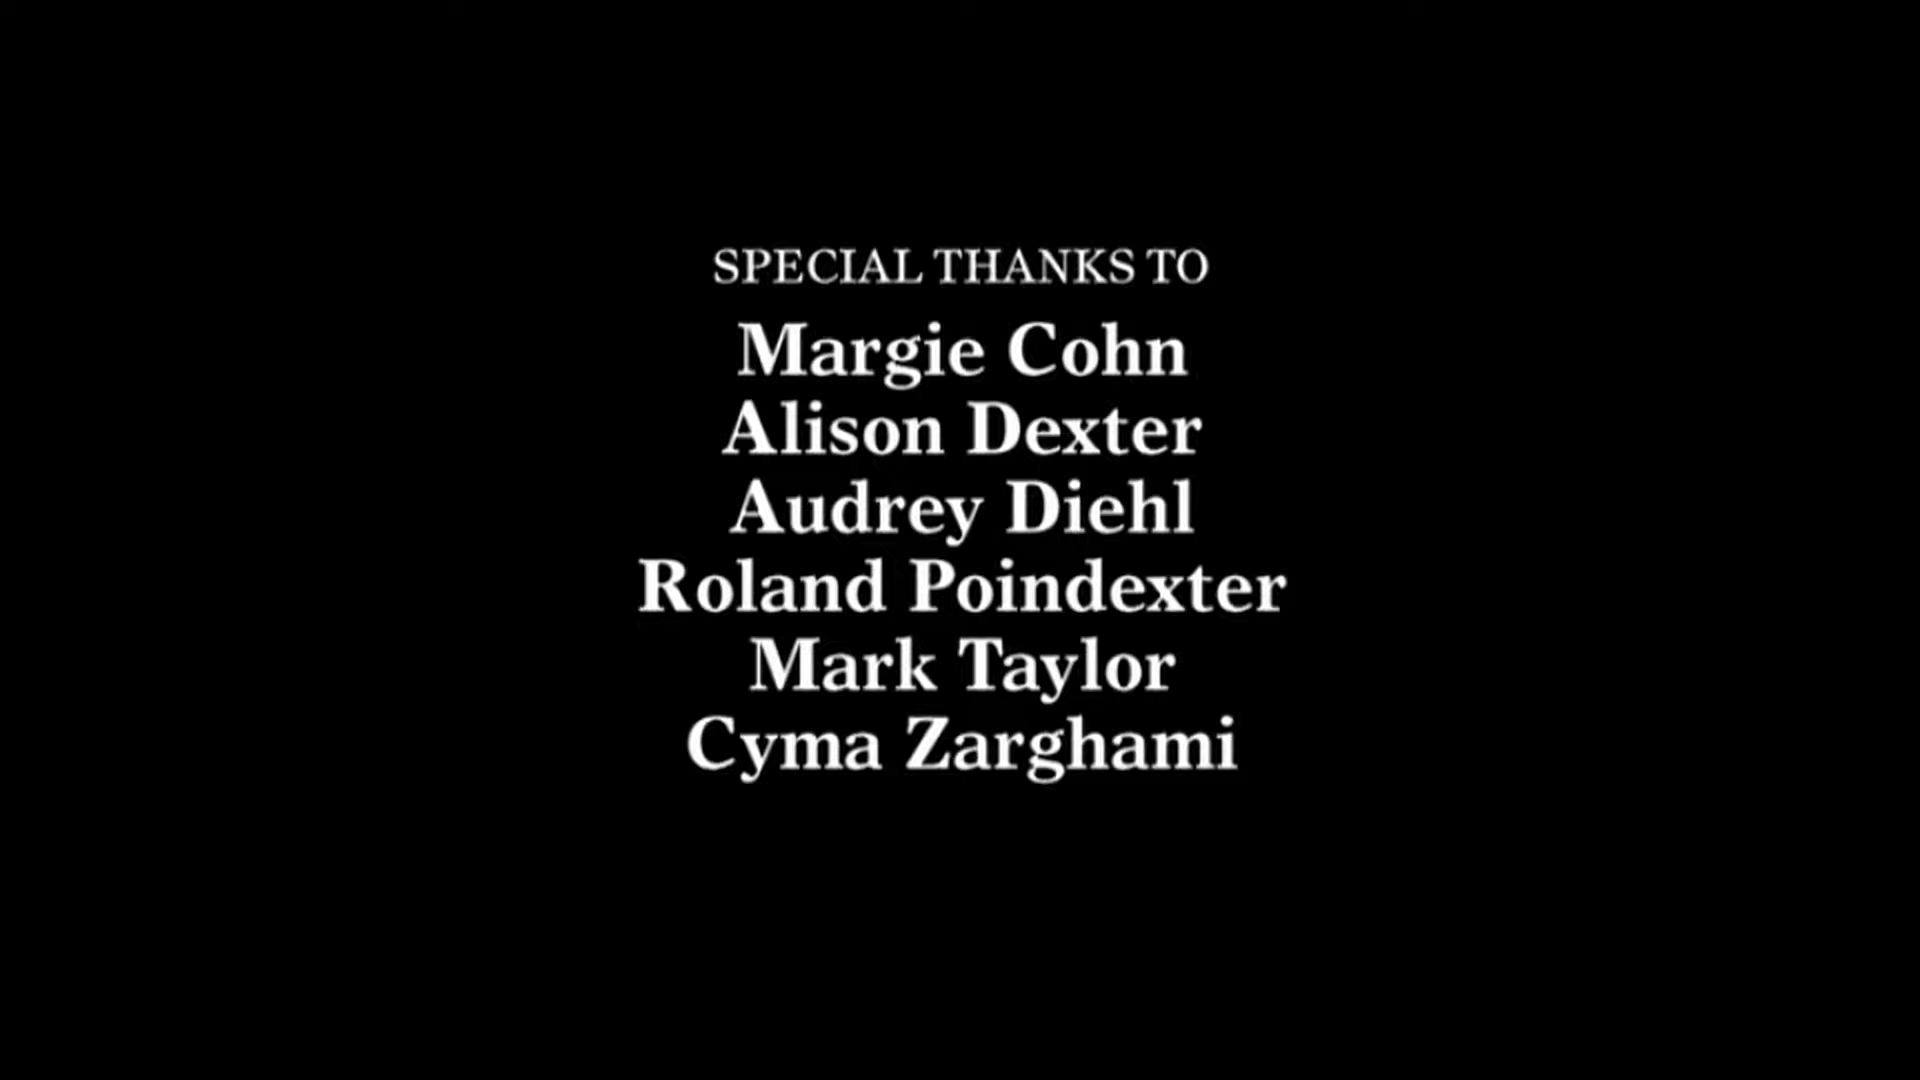 SPECIAL THANKS TO
Margie Cohn
Alison Dexter
Audrey Diehl
Roland Poindexter
Mark Taylor
Cyma Zarghami